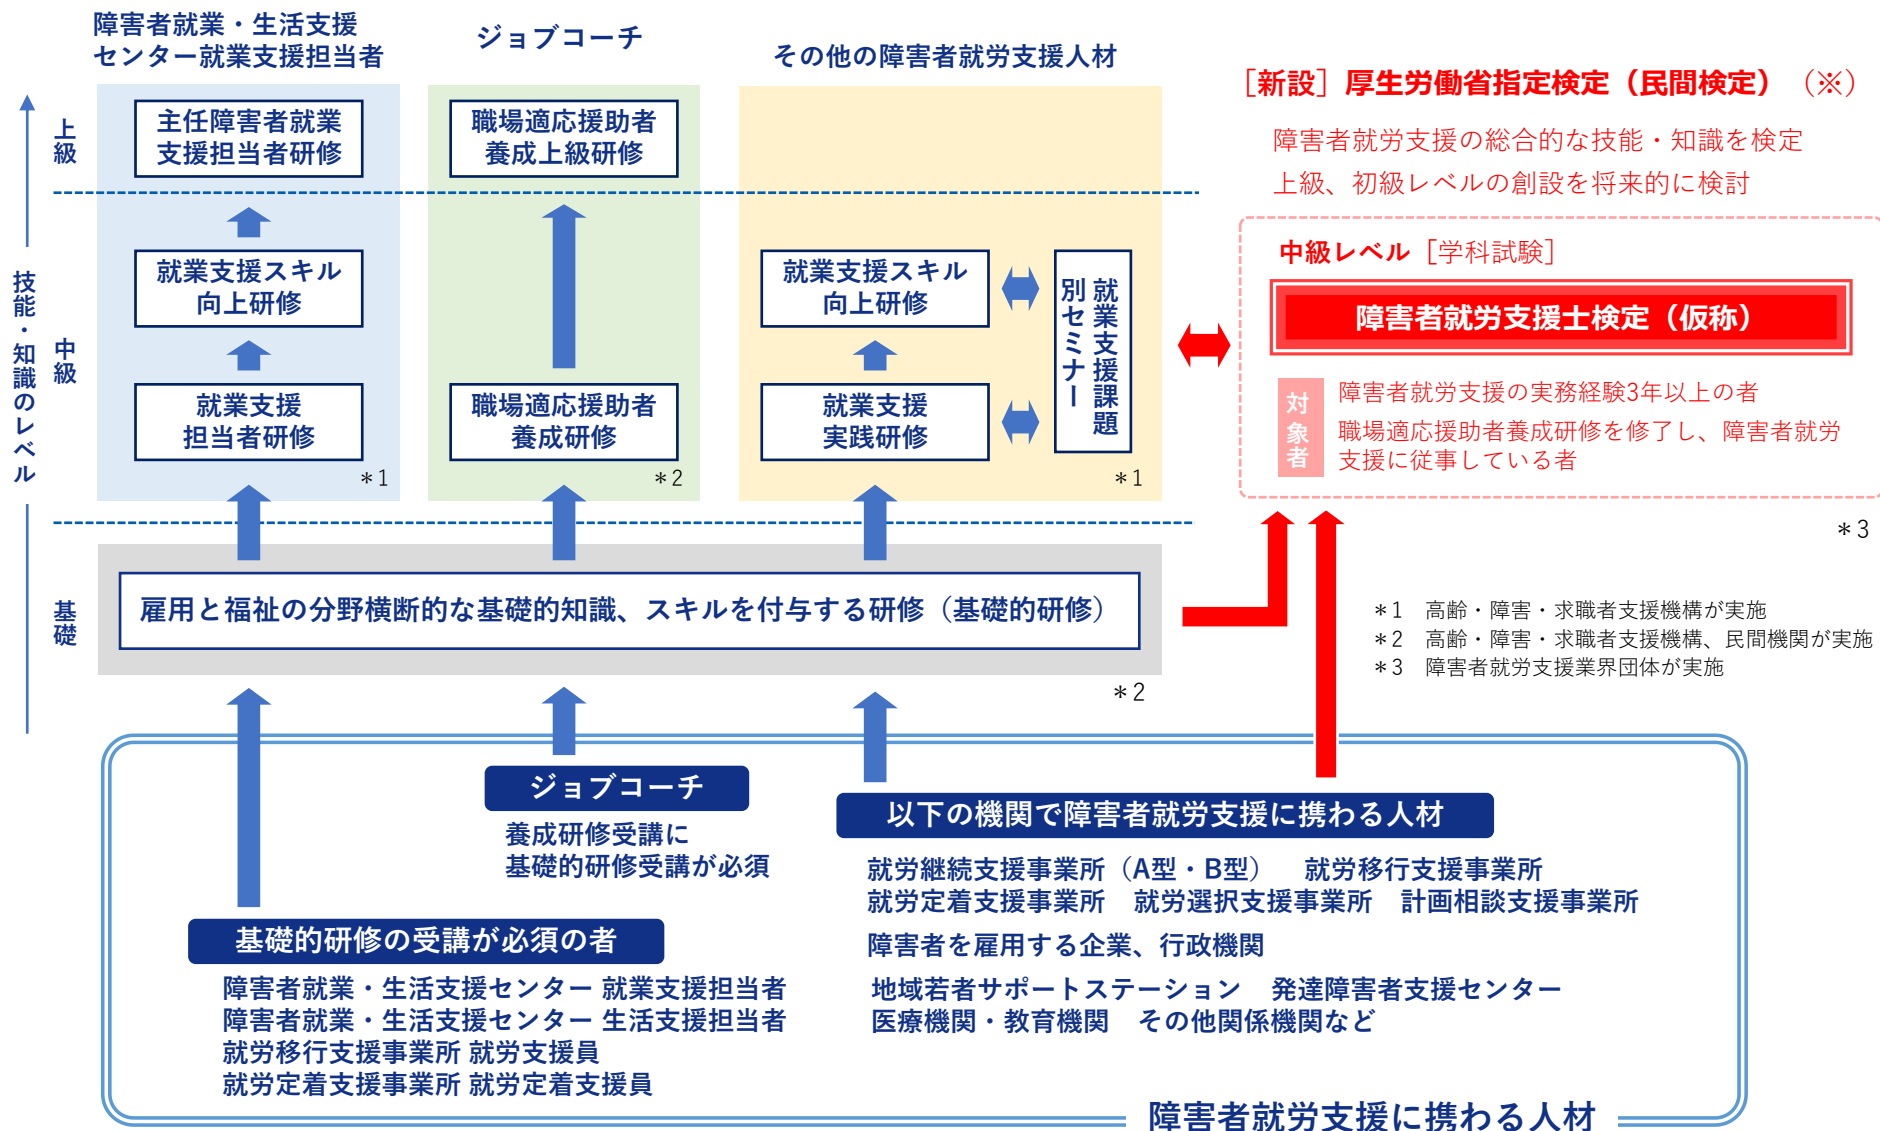 障害者就業・生活支援
センター就業支援担当者
ジョブコーチ
その他の障害者就労支援人材
技能・知識のレベル
上級
主任障害者就業
支援担当者研修
職場適応援助者
養成上級研修
中級
就業支援スキル
向上研修
就業支援スキル
向上研修
就業支援課題
別セミナー
就業支援
担当者研修
＊1
職場適応援助者
養成研修
＊2
就業支援
実践研修
＊1
基礎
雇用と福祉の分野横断的な基礎的知識、スキルを付与する研修（基礎的研修）
＊2
［新設］厚生労働省指定検定（民間検定）（※）
障害者就労支援の総合的な技能・知識を検定
上級、初級レベルの創設を将来的に検討
中級レベル［学科試験］
障害者就労支援士検定（仮称）
対象者
障害者就労支援の実務経験3年以上の者
職場適応援助者養成研修を修了し、障害者就労
支援に従事している者
＊3
＊1　高齢・障害・求職者支援機構が実施
＊2　高齢・障害・求職者支援機構、民間機関が実施
＊3　障害者就労支援業界団体が実施
ジョブコーチ
養成研修受講に
基礎的研修受講が必須
基礎的研修の受講が必須の者
障害者就業・生活支援センター 就業支援担当者
障害者就業・生活支援センター 生活支援担当者
就労移行支援事業所 就労支援員
就労定着支援事業所 就労定着支援員
以下の機関で障害者就労支援に携わる人材
就労継続支援事業所（A型・B型）　就労移行支援事業所
就労定着支援事業所　就労選択支援事業所　計画相談支援事業所
障害者を雇用する企業、行政機関
地域若者サポートステーション　発達障害者支援センター
医療機関・教育機関　その他関係機関など
障害者就労支援に携わる人材